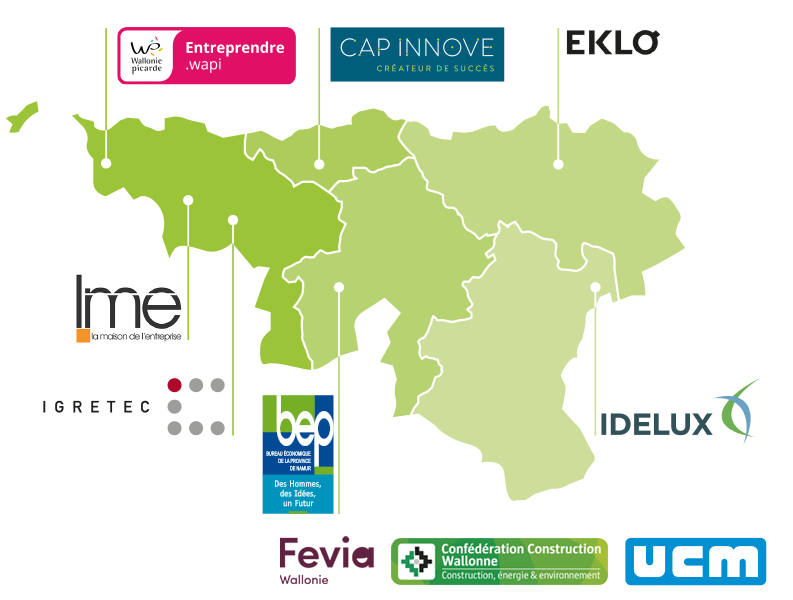 Wallonie
picarde
Entreprendre
.wapi
CAP INNOVE
CRÉATEUR DE SUCCÈS
EKLO
lme
la maison de l'entreprise
IGRETEC
bep
BUREAU ÉCONOMIQUE
DE LA PROVINCE
DE NAMUR
Des Hommes,
des Idées,
un Futur
IDELUX
Fevia
Wallonie
Confédération Construction
Wallonne
Construction, énergie & environnement
ucm